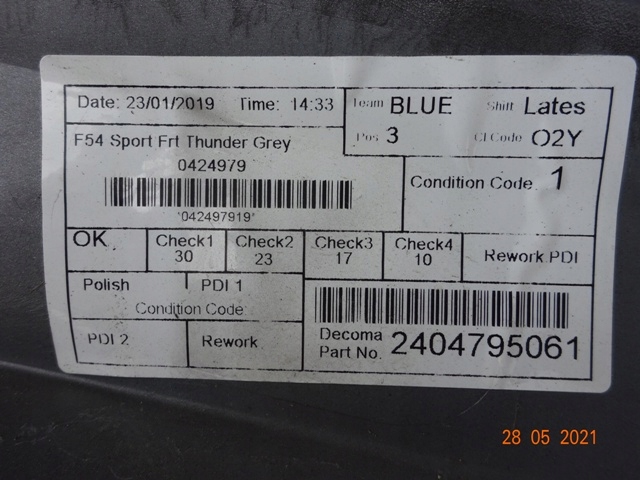 Date: 23/01/2019 Time: 14:33
Team BLUE Shift Lates
Pos 3 Cl Code O2Y
F54 Sport Frt Thunder Grey
0424979
*042497919*
Condition Code 1
OK
Check1 30
Check2 23
Check3 17
Check4 10
Rework PDI
Polish PDI 1
Condition Code:
PDI 2
Rework
Decoma
Part No. 2404795061
28 05 2021